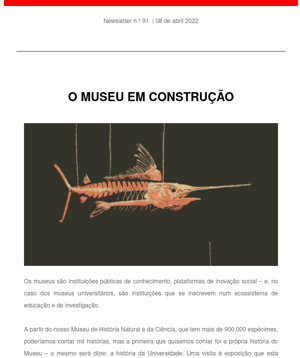 Newsletter n.º 91 | 08 de abril 2022
O MUSEU EM CONSTRUÇÃO
Os museus são instituições públicas de conhecimento, plataformas de inovação social – e, no
caso dos museus universitários, são instituições que se inscrevem num ecossistema de
educação e de investigação.
A partir do nosso Museu de História Natural e da Ciência, que tem mais de 900.000 espécimes,
poderíamos contar mil histórias, mas a primeira que quisemos contar foi a própria história do
Museu – o mesmo será dizer, a história da Universidade. Uma visita à exposição que esta